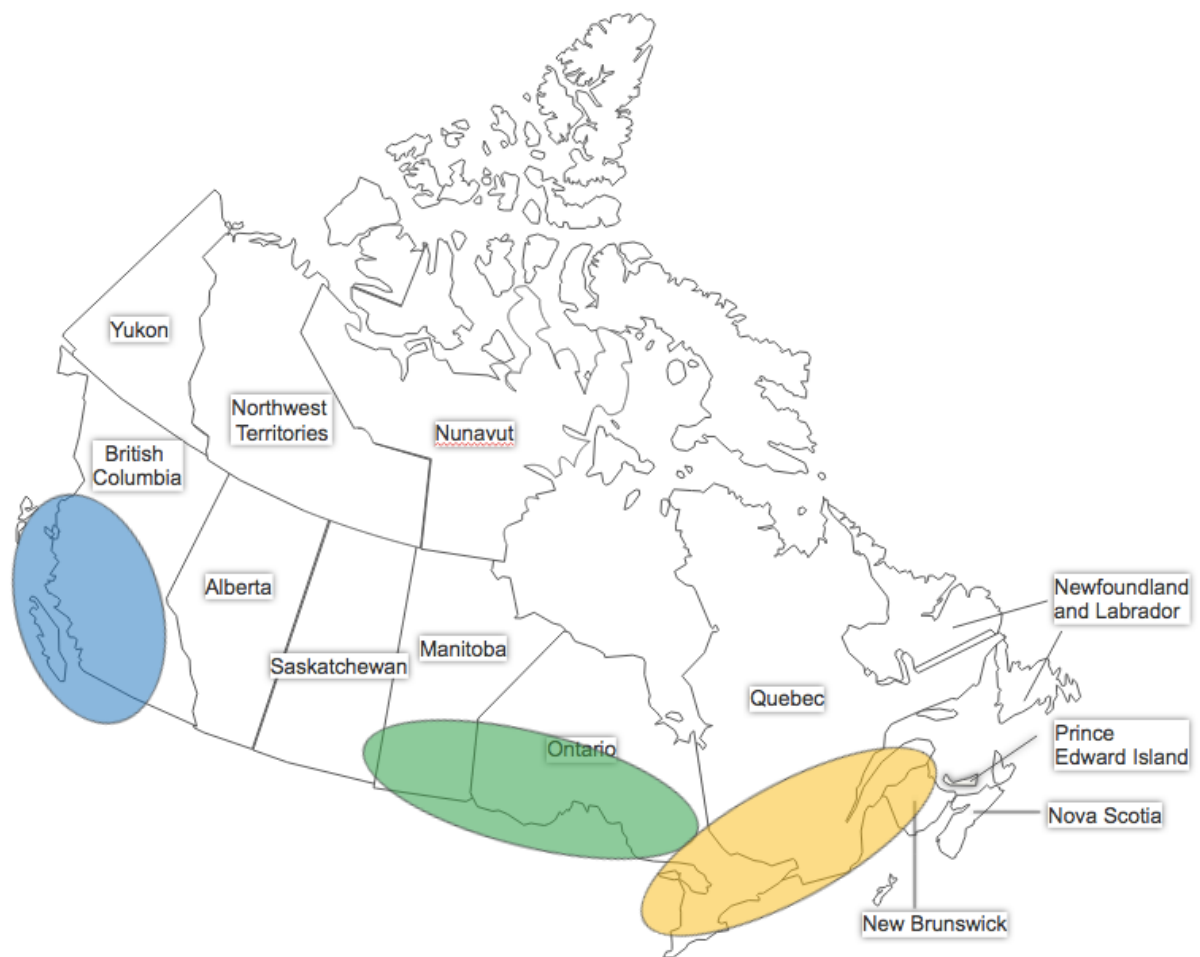 Yukon
Northwest
Territories
Nunavut
British
Columbia
Alberta
Newfoundland
and Labrador
Manitoba
Saskatchewan
Quebec
Ontario
Prince
Edward Island
Nova Scotia
New Brunswick